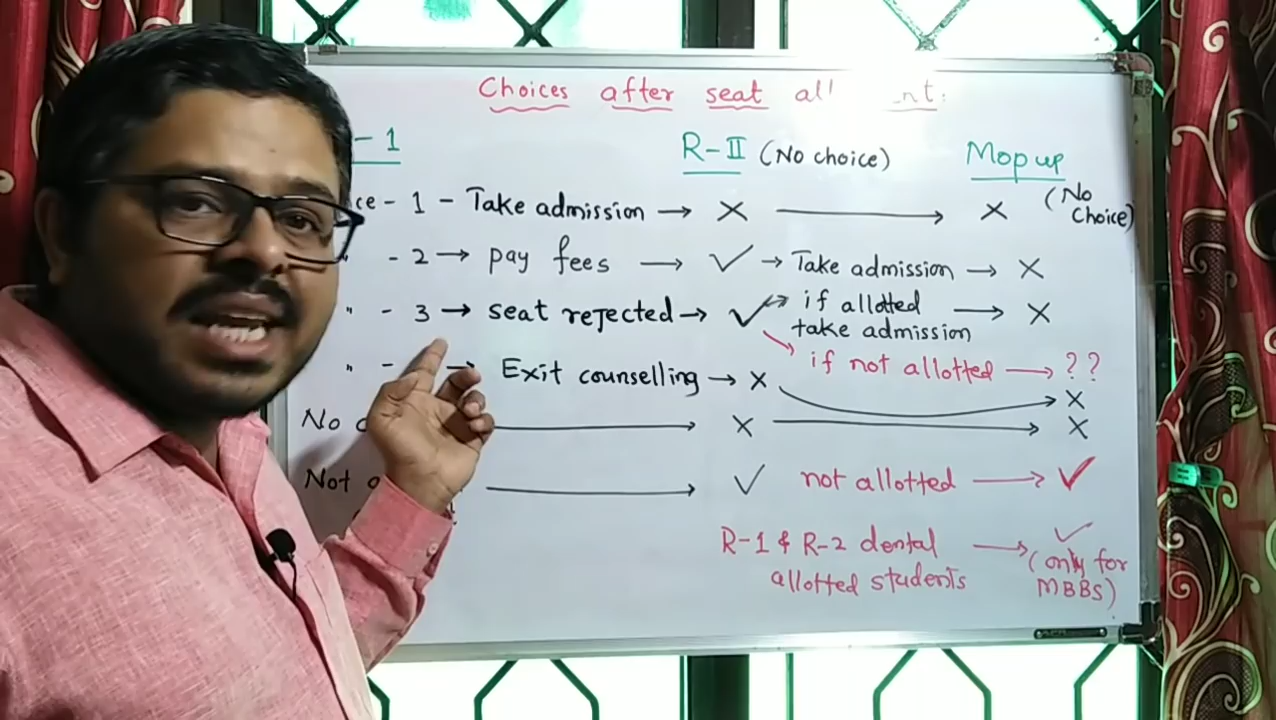 Choices after seat all nt.
- 1 R-II (No choice) Mop up
ce - 1 - Take admission → X → X (No Choice)
" - 2 → pay fees → ✓ → Take admission → X
" - 3 → seat rejected → ✓ → if allotted take admission → X
→ if not allotted → ??
" - → Exit counselling → X → X
No → X → X
Not → ✓ not allotted → ✓
R-1 & R-2 dental allotted students → ✓ (only for MBBS)